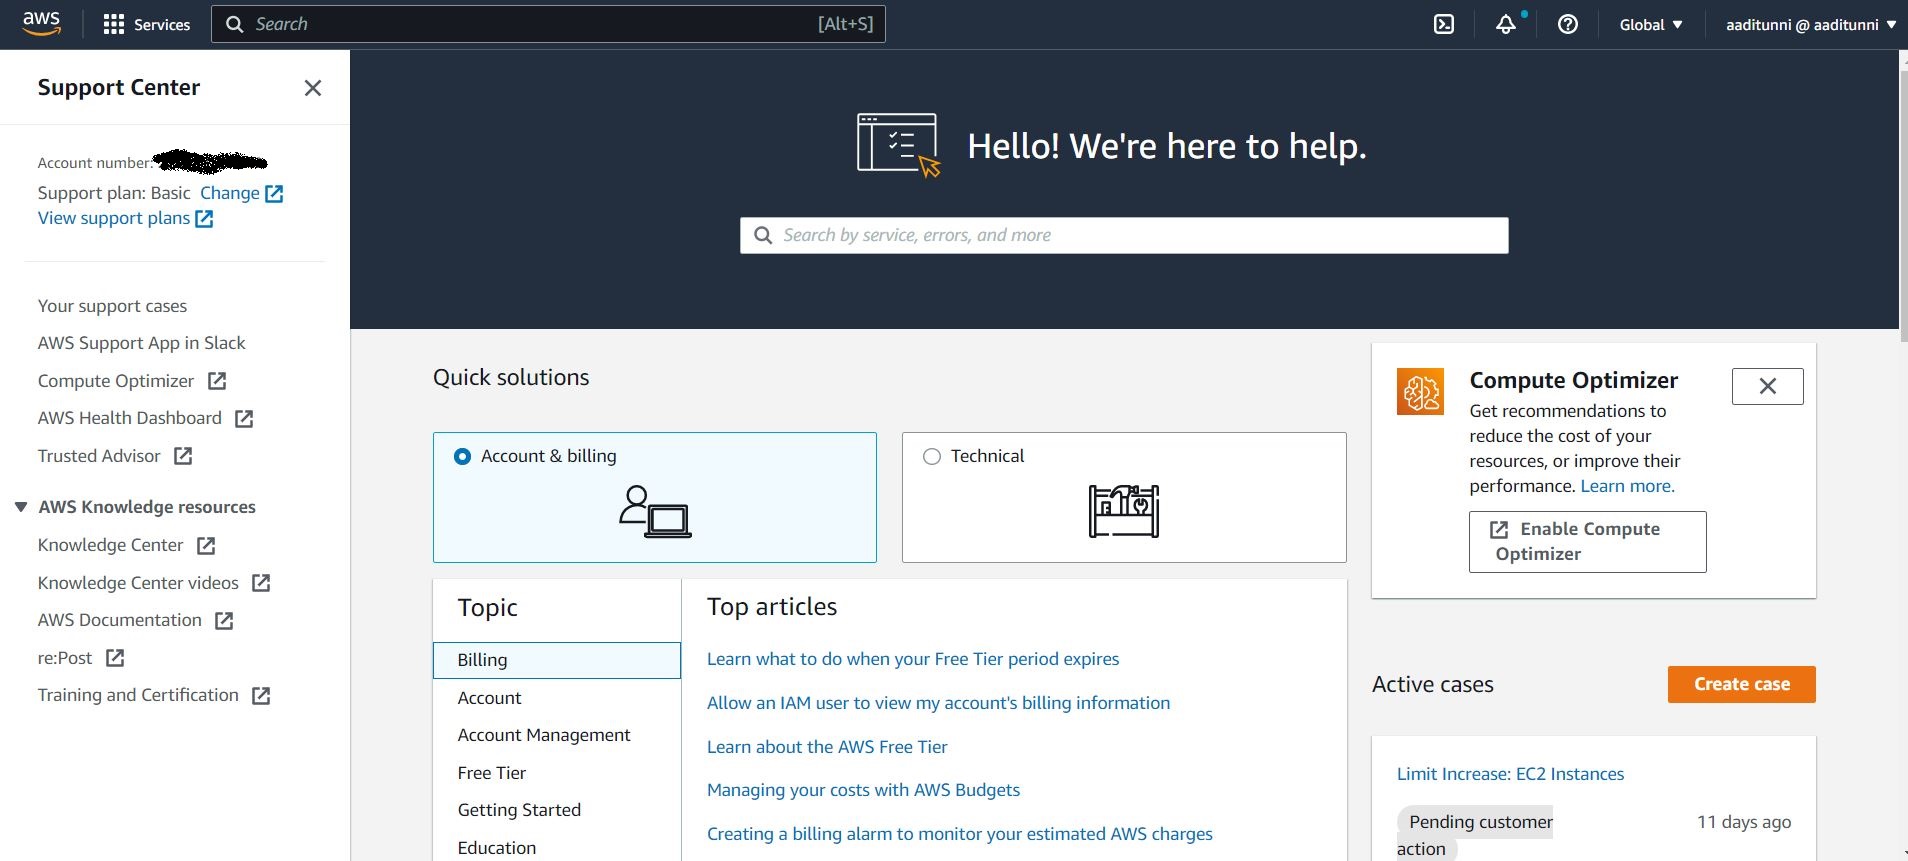 aws
Services
Search [Alt+S]
Global
aaditunni @ aaditunni
Support Center
Account number:
Support plan: Basic Change
View support plans
Your support cases
AWS Support App in Slack
Compute Optimizer
AWS Health Dashboard
Trusted Advisor
AWS Knowledge resources
Knowledge Center
Knowledge Center videos
AWS Documentation
re:Post
Training and Certification
Hello! We're here to help.
Search by service, errors, and more
Quick solutions
Account & billing
Technical
Topic
Billing
Account
Account Management
Free Tier
Getting Started
Education
Top articles
Learn what to do when your Free Tier period expires
Allow an IAM user to view my account's billing information
Learn about the AWS Free Tier
Managing your costs with AWS Budgets
Creating a billing alarm to monitor your estimated AWS charges
Compute Optimizer
Get recommendations to
reduce the cost of your
resources, or improve their
performance. Learn more.
Enable Compute
Optimizer
Active cases
Create case
Limit Increase: EC2 Instances
Pending customer
action
11 days ago